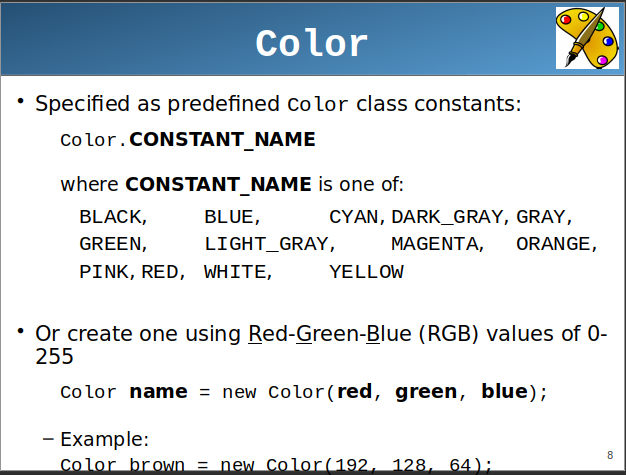 Color
• Specified as predefined Color class constants:
Color.CONSTANT_NAME
where CONSTANT_NAME is one of:
BLACK, BLUE, CYAN, DARK_GRAY, GRAY,
GREEN, LIGHT_GRAY, MAGENTA, ORANGE,
PINK, RED, WHITE, YELLOW
• Or create one using Red-Green-Blue (RGB) values of 0-
255
Color name = new Color(red, green, blue);
– Example:
Color brown = new Color(192, 128, 64);
8